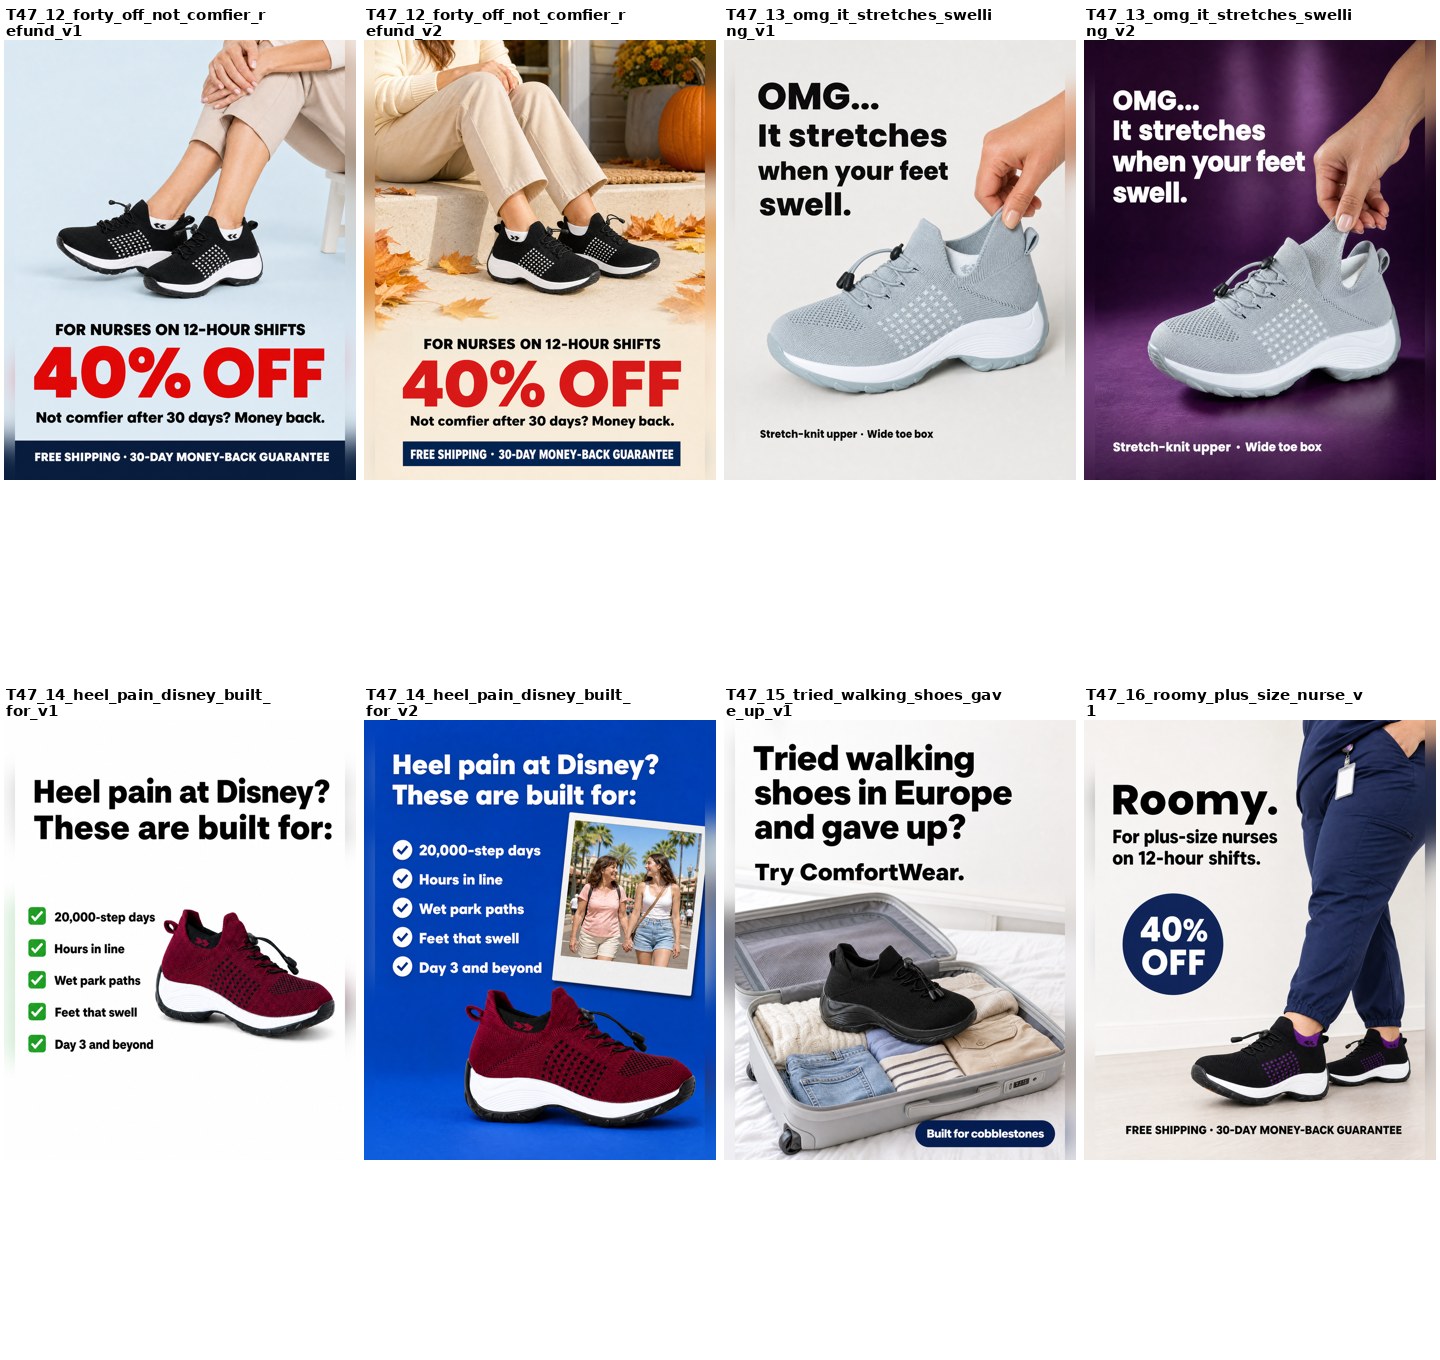 T47_12_forty_off_not_comfier_r
efund_v1
FOR NURSES ON 12-HOUR SHIFTS
40% OFF
Not comfier after 30 days? Money back.
FREE SHIPPING · 30-DAY MONEY-BACK GUARANTEE
T47_12_forty_off_not_comfier_r
efund_v2
FOR NURSES ON 12-HOUR SHIFTS
40% OFF
Not comfier after 30 days? Money back.
FREE SHIPPING · 30-DAY MONEY-BACK GUARANTEE
T47_13_omg_it_stretches_swelli
ng_v1
OMG...
It stretches
when your feet
swell.
Stretch-knit upper · Wide toe box
T47_13_omg_it_stretches_swelli
ng_v2
OMG...
It stretches
when your feet
swell.
Stretch-knit upper · Wide toe box
T47_14_heel_pain_disney_built_
for_v1
Heel pain at Disney?
These are built for:
20,000-step days
Hours in line
Wet park paths
Feet that swell
Day 3 and beyond
T47_14_heel_pain_disney_built_
for_v2
Heel pain at Disney?
These are built for:
20,000-step days
Hours in line
Wet park paths
Feet that swell
Day 3 and beyond
T47_15_tried_walking_shoes_gav
e_up_v1
Tried walking
shoes in Europe
and gave up?
Try ComfortWear.
Built for cobblestones
T47_16_roomy_plus_size_nurse_v
1
Roomy.
For plus-size nurses
on 12-hour shifts.
40%
OFF
FREE SHIPPING · 30-DAY MONEY-BACK GUARANTEE